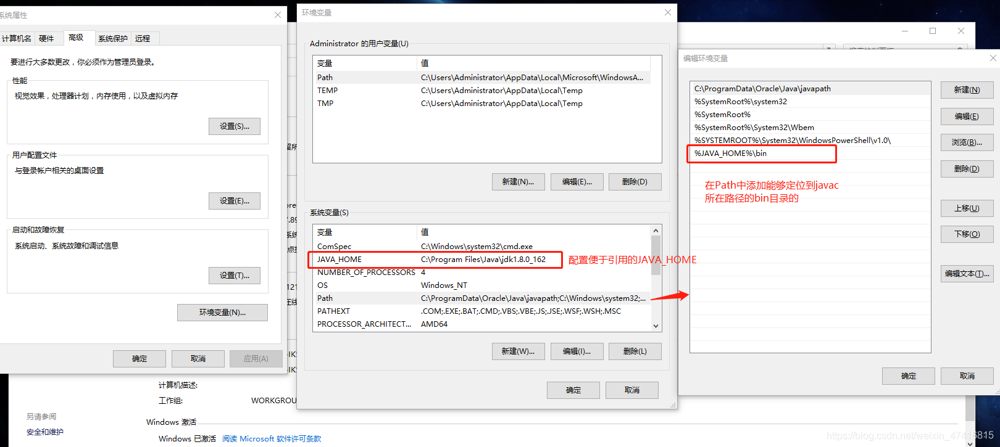 系统属性
计算机名
硬件
高级
系统保护
远程
要进行大多数更改，你必须作为管理员登录。
性能
视觉效果，处理器计划，内存使用，以及虚拟内存
设置(S)...
用户配置文件
与登录帐户相关的桌面设置
设置(E)...
启动和故障恢复
系统启动、系统故障和调试信息
设置(T)...
环境变量(N)...
确定
取消
应用(A)
环境变量
Administrator 的用户变量(U)
变量 值
Path C:\Users\Administrator\AppData\Local\Microsoft\WindowsA...
TEMP C:\Users\Administrator\AppData\Local\Temp
TMP C:\Users\Administrator\AppData\Local\Temp
新建(N)...
编辑(E)...
删除(D)
系统变量(S)
变量 值
ComSpec C:\Windows\system32\cmd.exe
JAVA_HOME C:\Program Files\Java\jdk1.8.0_162
配置便于引用的JAVA_HOME
NUMBER_OF_PROCESSORS 4
OS Windows_NT
Path C:\ProgramData\Oracle\Java\javapath;C:\Windows\system32;...
PATHEXT .COM;.EXE;.BAT;.CMD;.VBS;.VBE;.JS;.JSE;.WSF;.WSH;.MSC
PROCESSOR_ARCHITECT... AMD64
新建(W)...
编辑(I)...
删除(L)
确定
取消
编辑环境变量
C:\ProgramData\Oracle\Java\javapath
%SystemRoot%\system32
%SystemRoot%
%SystemRoot%\System32\Wbem
%SYSTEMROOT%\System32\WindowsPowerShell\v1.0\
%JAVA_HOME%\bin
在Path中添加能够定位到javac
所在路径的bin目录的
新建(N)
编辑(E)
浏览(B)...
删除(D)
上移(U)
下移(O)
编辑文本(T)...
确定
取消
计算机描述:
工作组: WORKGROU
另请参阅
安全和维护
Windows 激活
Windows 已激活 阅读 Microsoft 软件许可条款
https://blog.csdn.net/weixin_47416815